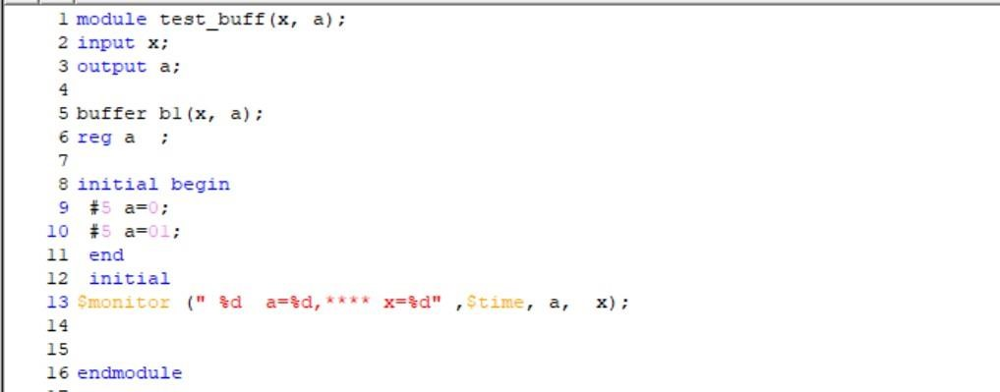 1 module test_buff(x, a);
2 input x;
3 output a;
4
5 buffer b1(x, a);
6 reg a  ;
7
8 initial begin
9  #5 a=0;
10  #5 a=01;
11  end
12  initial
13 $monitor (" %d  a=%d,**** x=%d" ,$time, a,  x);
14
15
16 endmodule